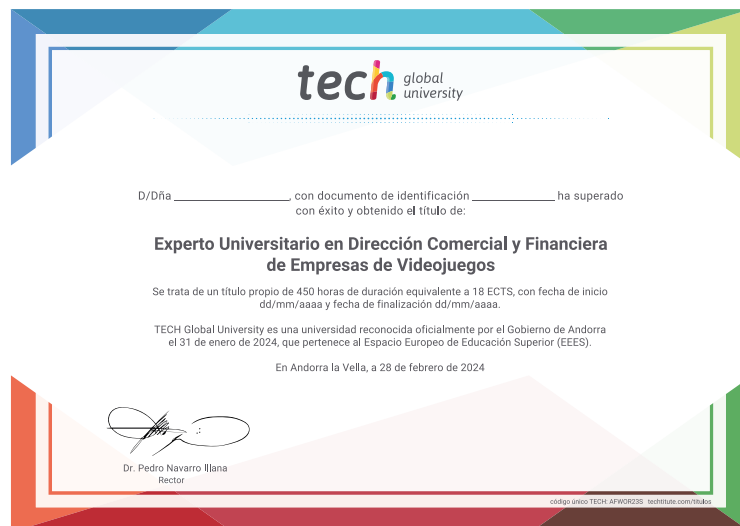 tech global university
D/Dña ____________________, con documento de identificación ______________ ha superado
con éxito y obtenido el título de:
Experto Universitario en Dirección Comercial y Financiera
de Empresas de Videojuegos
Se trata de un título propio de 450 horas de duración equivalente a 18 ECTS, con fecha de inicio
dd/mm/aaaa y fecha de finalización dd/mm/aaaa.
TECH Global University es una universidad reconocida oficialmente por el Gobierno de Andorra
el 31 de enero de 2024, que pertenece al Espacio Europeo de Educación Superior (EEES).
En Andorra la Vella, a 28 de febrero de 2024
Dr. Pedro Navarro Illana
Rector
código único TECH: AFWOR23S techtitute.com/titulos